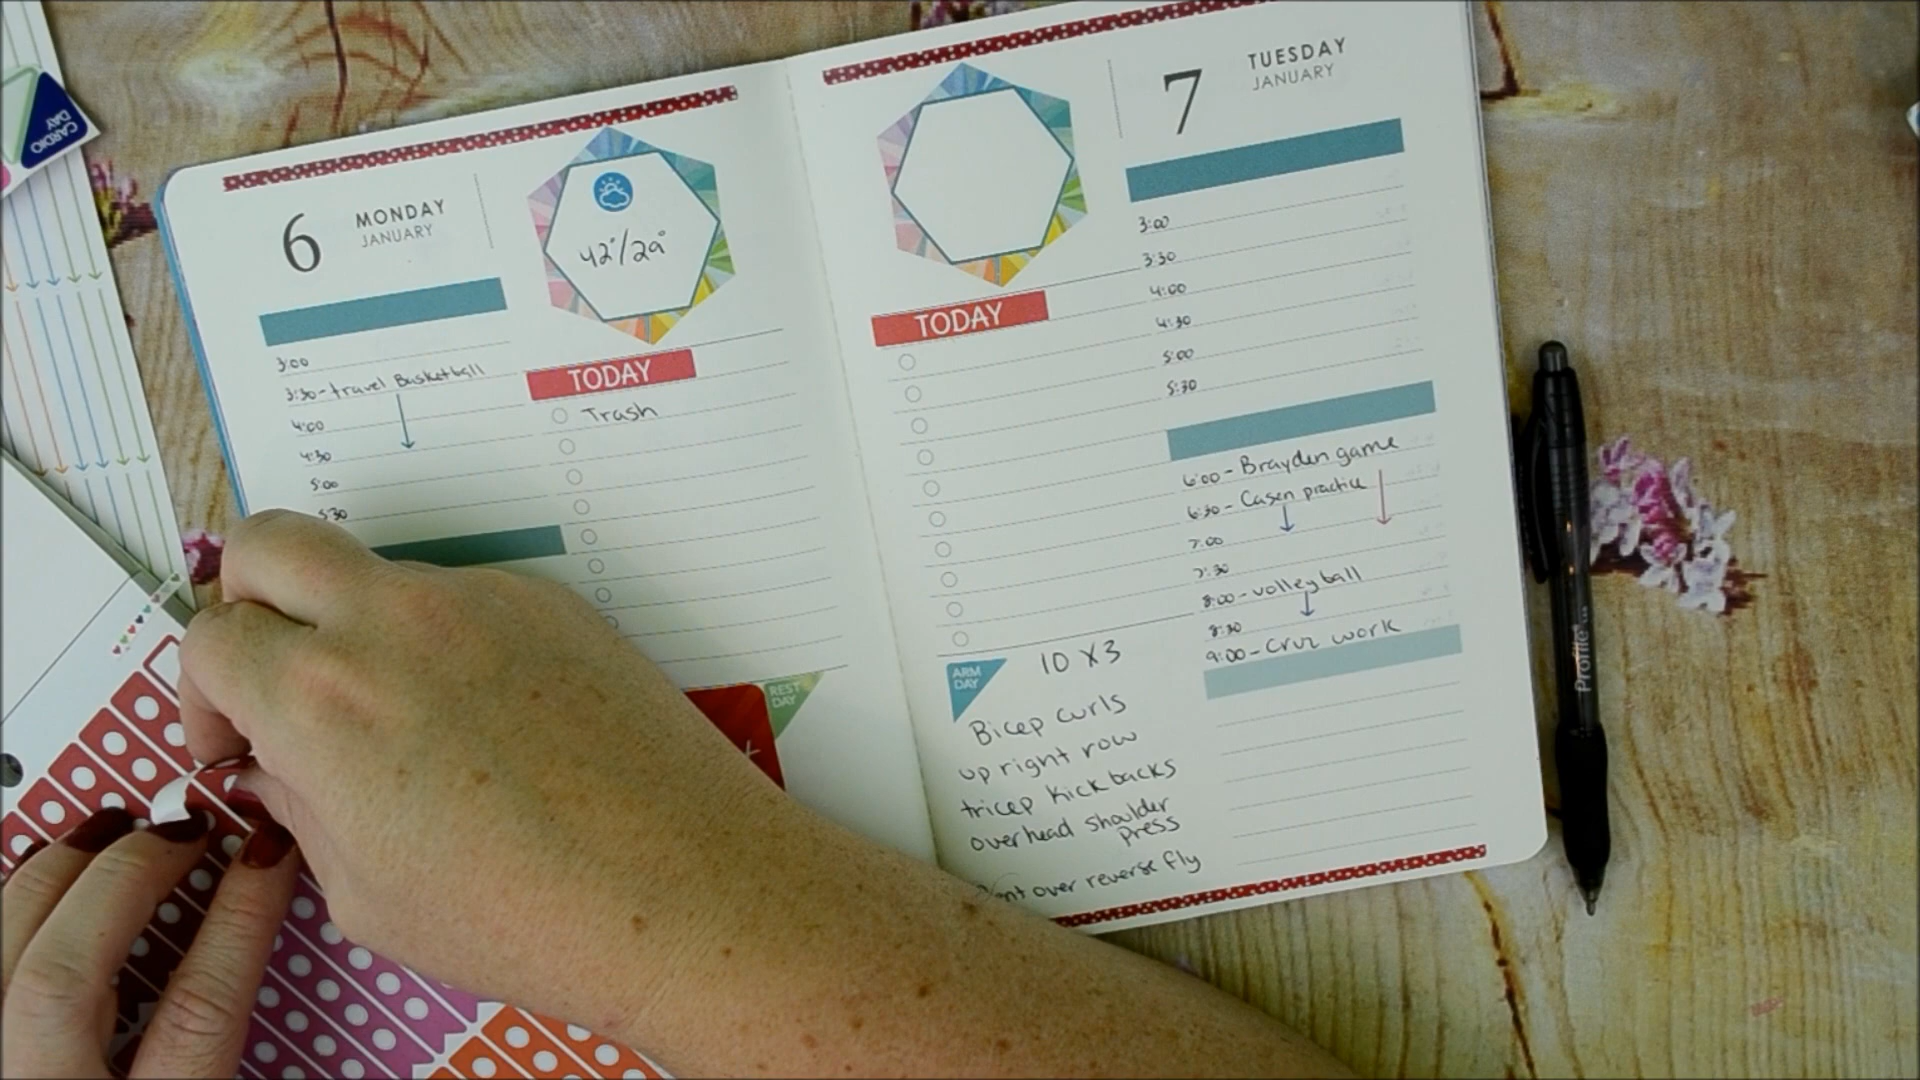 CARDIO
DAY
6 MONDAY
JANUARY
42°/29°
3:00
3:30-travel Basketball
4:00
4:30
5:00
5:30
TODAY
Trash
REST
DAY
7 TUESDAY
JANUARY
TODAY
3:00
3:30
4:00
4:30
5:00
5:30
6:00-Brayden game
6:30-Casen practice
7:00
7:30
8:00-volleyball
8:30
9:00-Cruz work
ARM
DAY
10 X 3
Bicep curls
up right row
tricep kick backs
overhead shoulder
press
over reverse fly
Profile